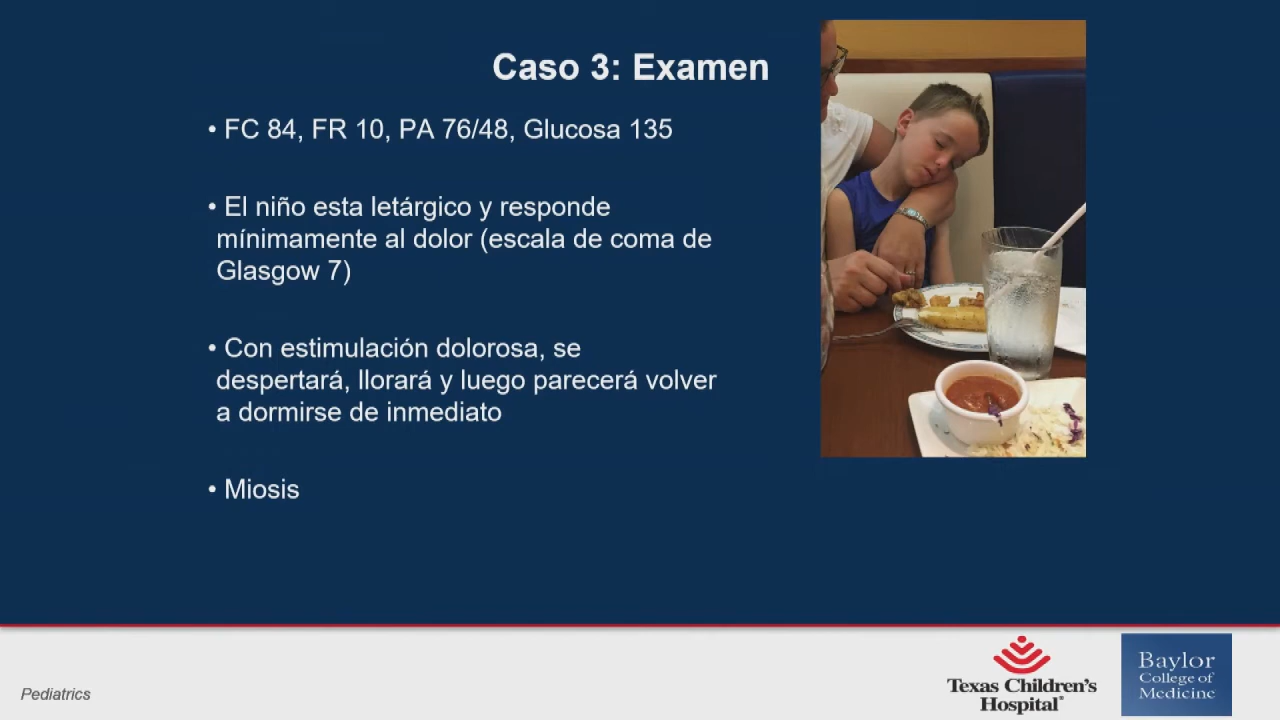 Caso 3: Examen
• FC 84, FR 10, PA 76/48, Glucosa 135
• El niño esta letárgico y responde
mínimamente al dolor (escala de coma de
Glasgow 7)
• Con estimulación dolorosa, se
despertará, llorará y luego parecerá volver
a dormirse de inmediato
• Miosis
Pediatrics
Texas Children's
Hospital®
Baylor
College of
Medicine